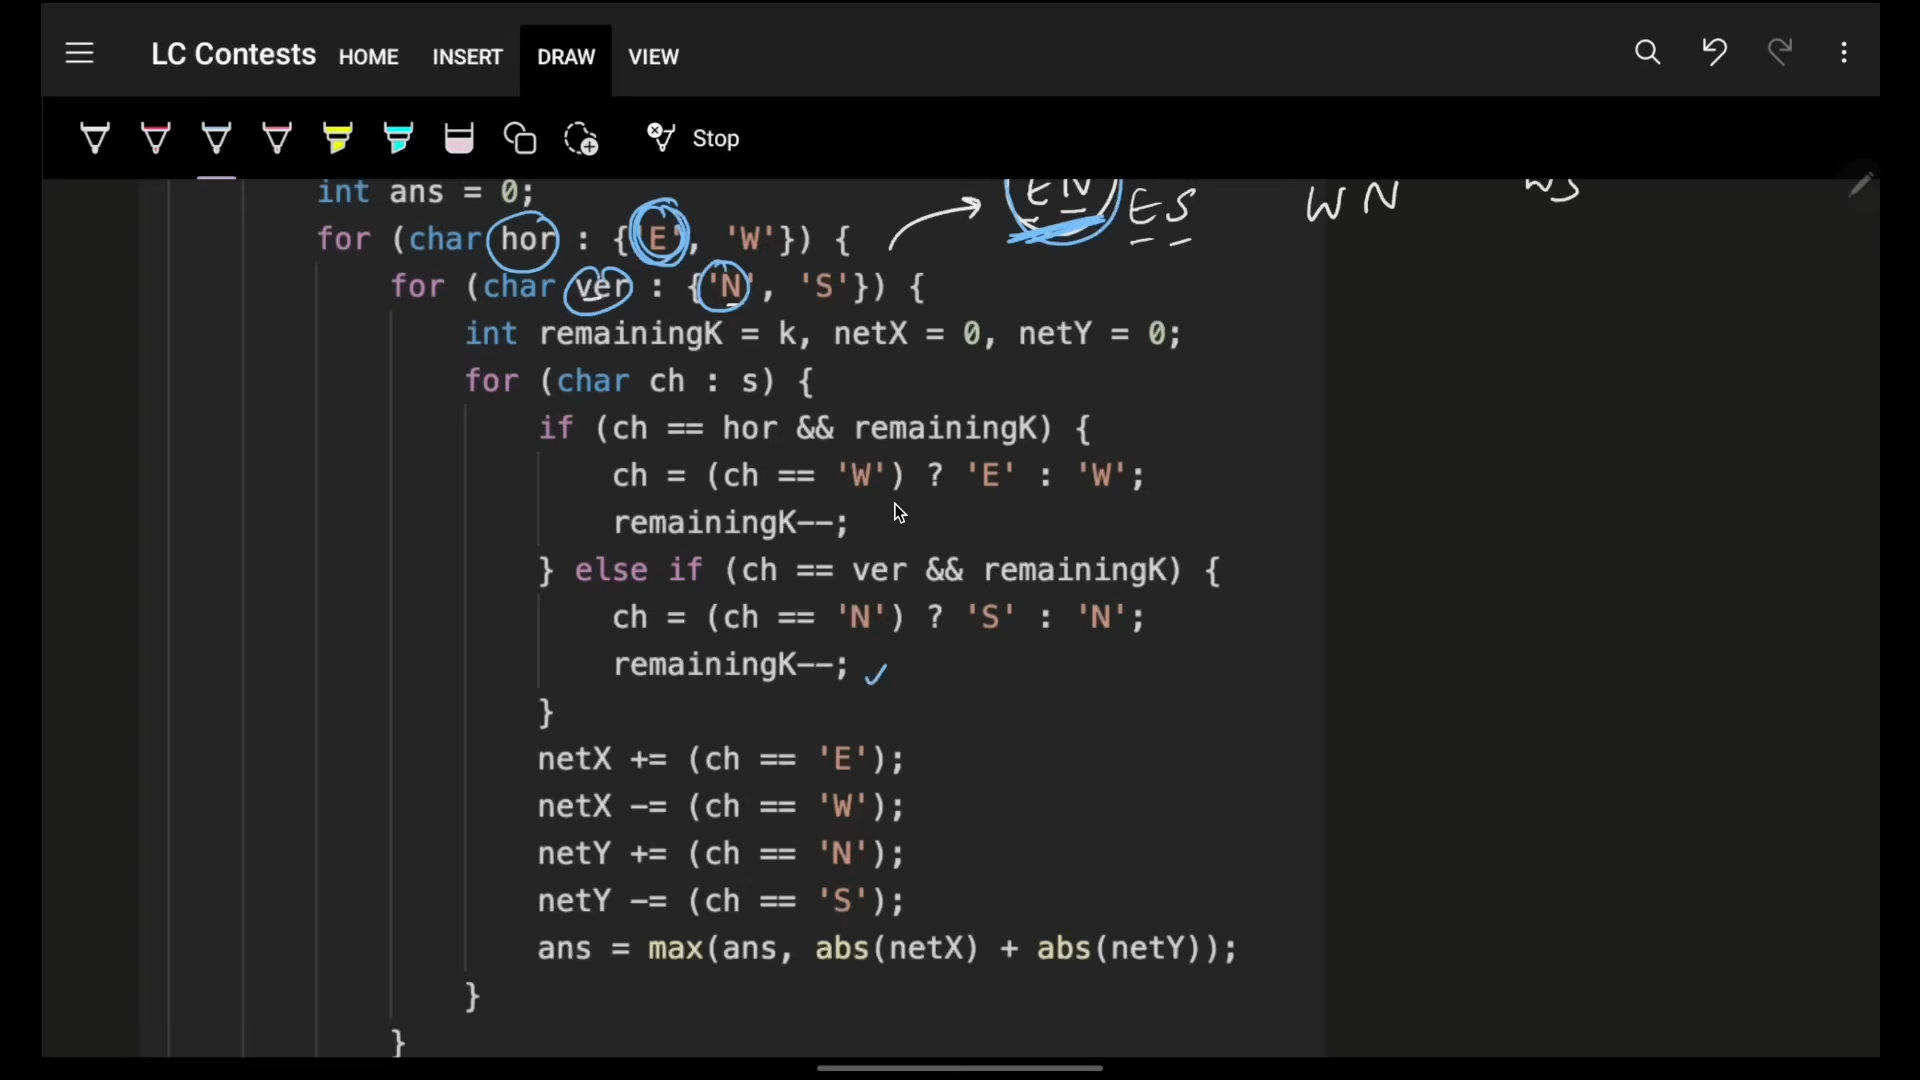 LC Contests HOME INSERT DRAW VIEW
Stop
int ans = 0;
EN ES WN WS
for (char hor : {'E', 'W'}) {
for (char ver : {'N', 'S'}) {
int remainingK = k, netX = 0, netY = 0;
for (char ch : s) {
if (ch == hor && remainingK) {
ch = (ch == 'W') ? 'E' : 'W';
remainingK--;
} else if (ch == ver && remainingK) {
ch = (ch == 'N') ? 'S' : 'N';
remainingK--;
}
netX += (ch == 'E');
netX -= (ch == 'W');
netY += (ch == 'N');
netY -= (ch == 'S');
ans = max(ans, abs(netX) + abs(netY));
}
}